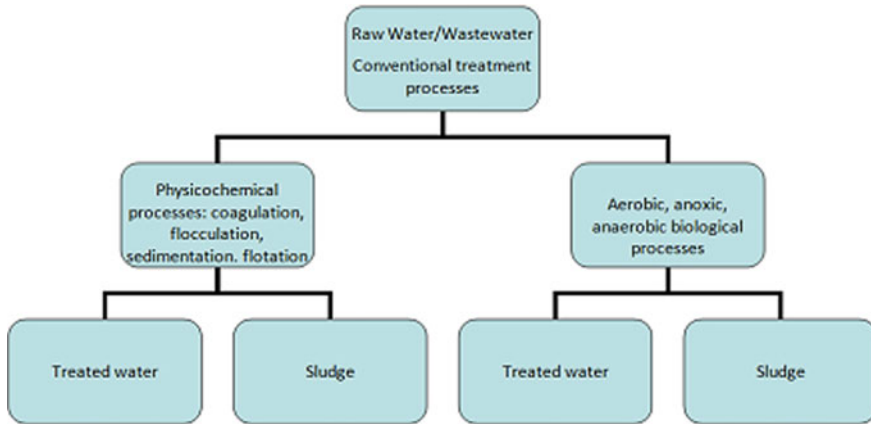 Raw Water/Wastewater
Conventional treatment
processes
Physicochemical
processes: coagulation,
flocculation,
sedimentation. flotation
Aerobic, anoxic,
anaerobic biological
processes
Treated water
Sludge
Treated water
Sludge